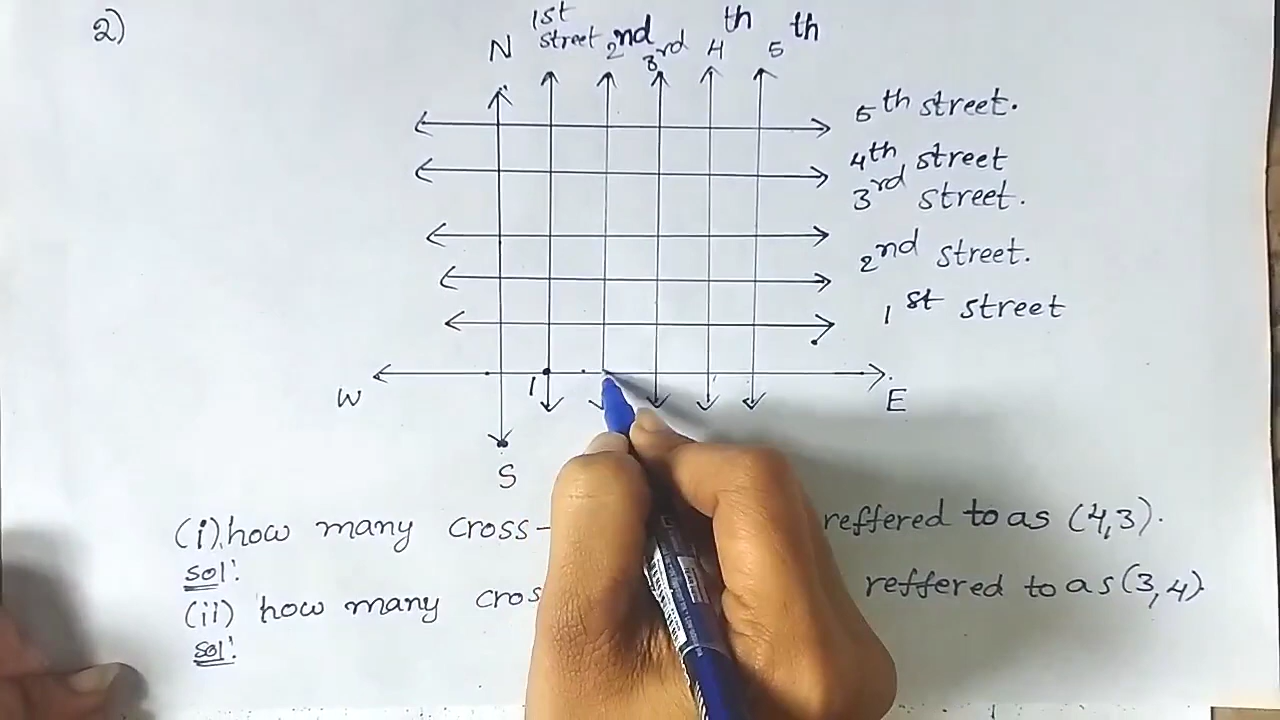 2)
N 1st street 2nd 3rd 4th 5th
5th street.
4th street
3rd street.
2nd street.
1st street
W 1 E
S
(i) how many cross- reffered to as (4,3).
Sol!
(ii) how many cros reffered to as (3,4)
Sol!